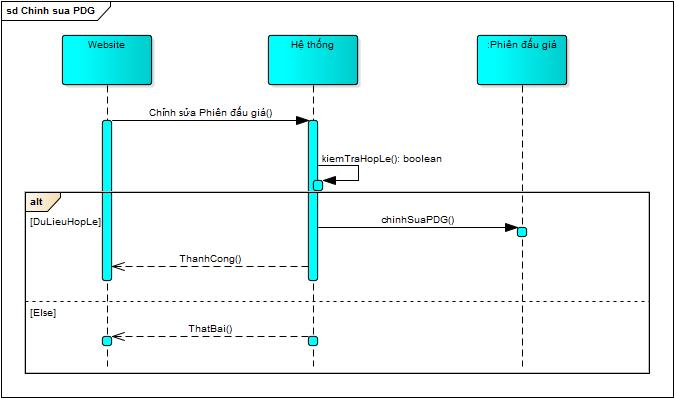 sd Chinh sua PDG
Website
Hệ thống
:Phiên đấu giá
Chỉnh sửa Phiên đấu giá()
kiemTraHopLe(): boolean
alt
[DuLieuHopLe]
chinhSuaPDG()
ThanhCong()
[Else]
ThatBai()